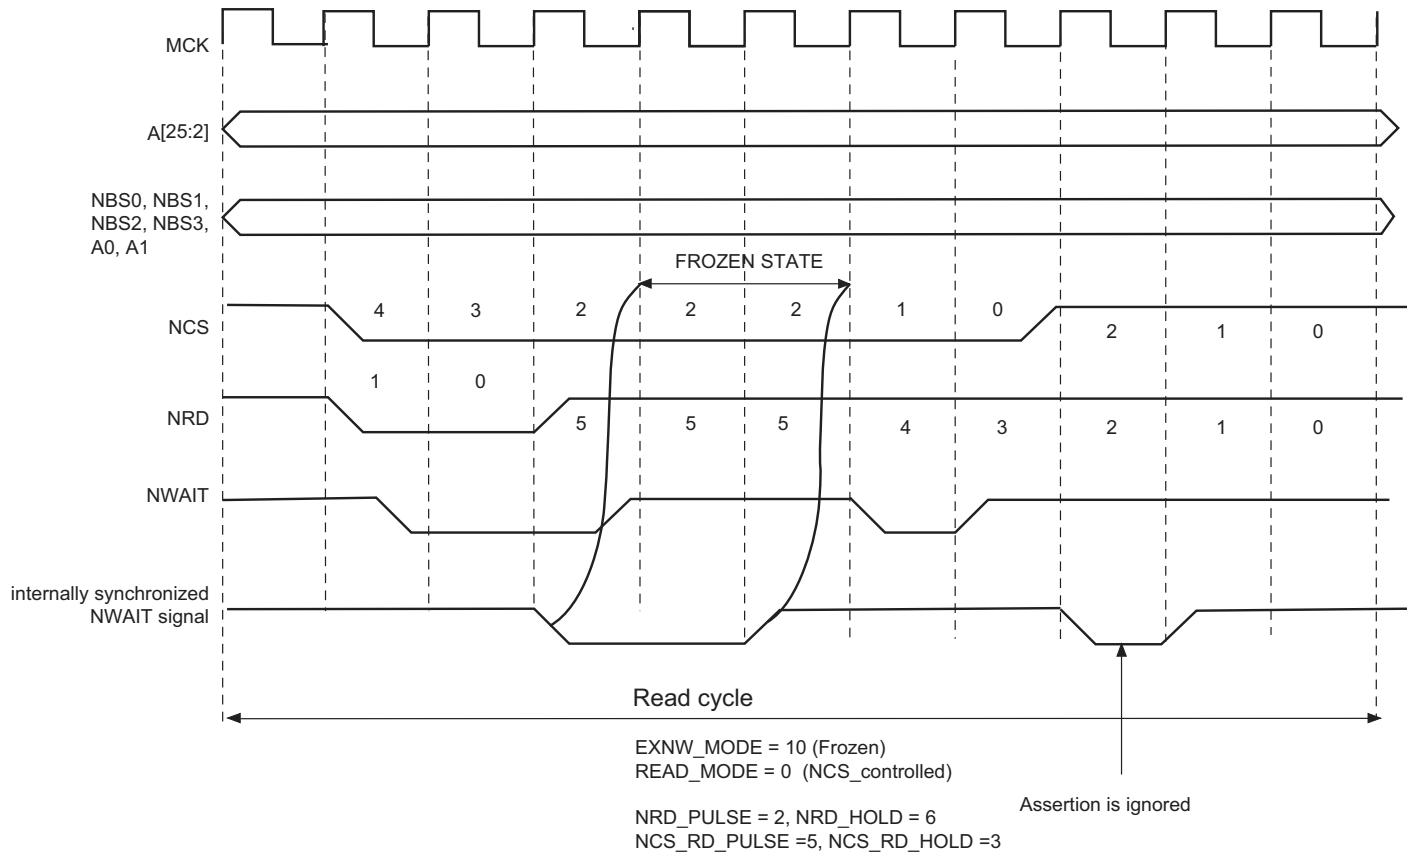 MCK
A[25:2]
NBS0, NBS1,
NBS2, NBS3,
A0, A1
FROZEN STATE
NCS
4 3 2 2 2 1 0
2 1 0
1 0
NRD
5 5 5 4 3 2 1 0
NWAIT
internally synchronized
NWAIT signal
Read cycle
EXNW_MODE = 10 (Frozen)
READ_MODE = 0 (NCS_controlled)
Assertion is ignored
NRD_PULSE = 2, NRD_HOLD = 6
NCS_RD_PULSE =5, NCS_RD_HOLD =3